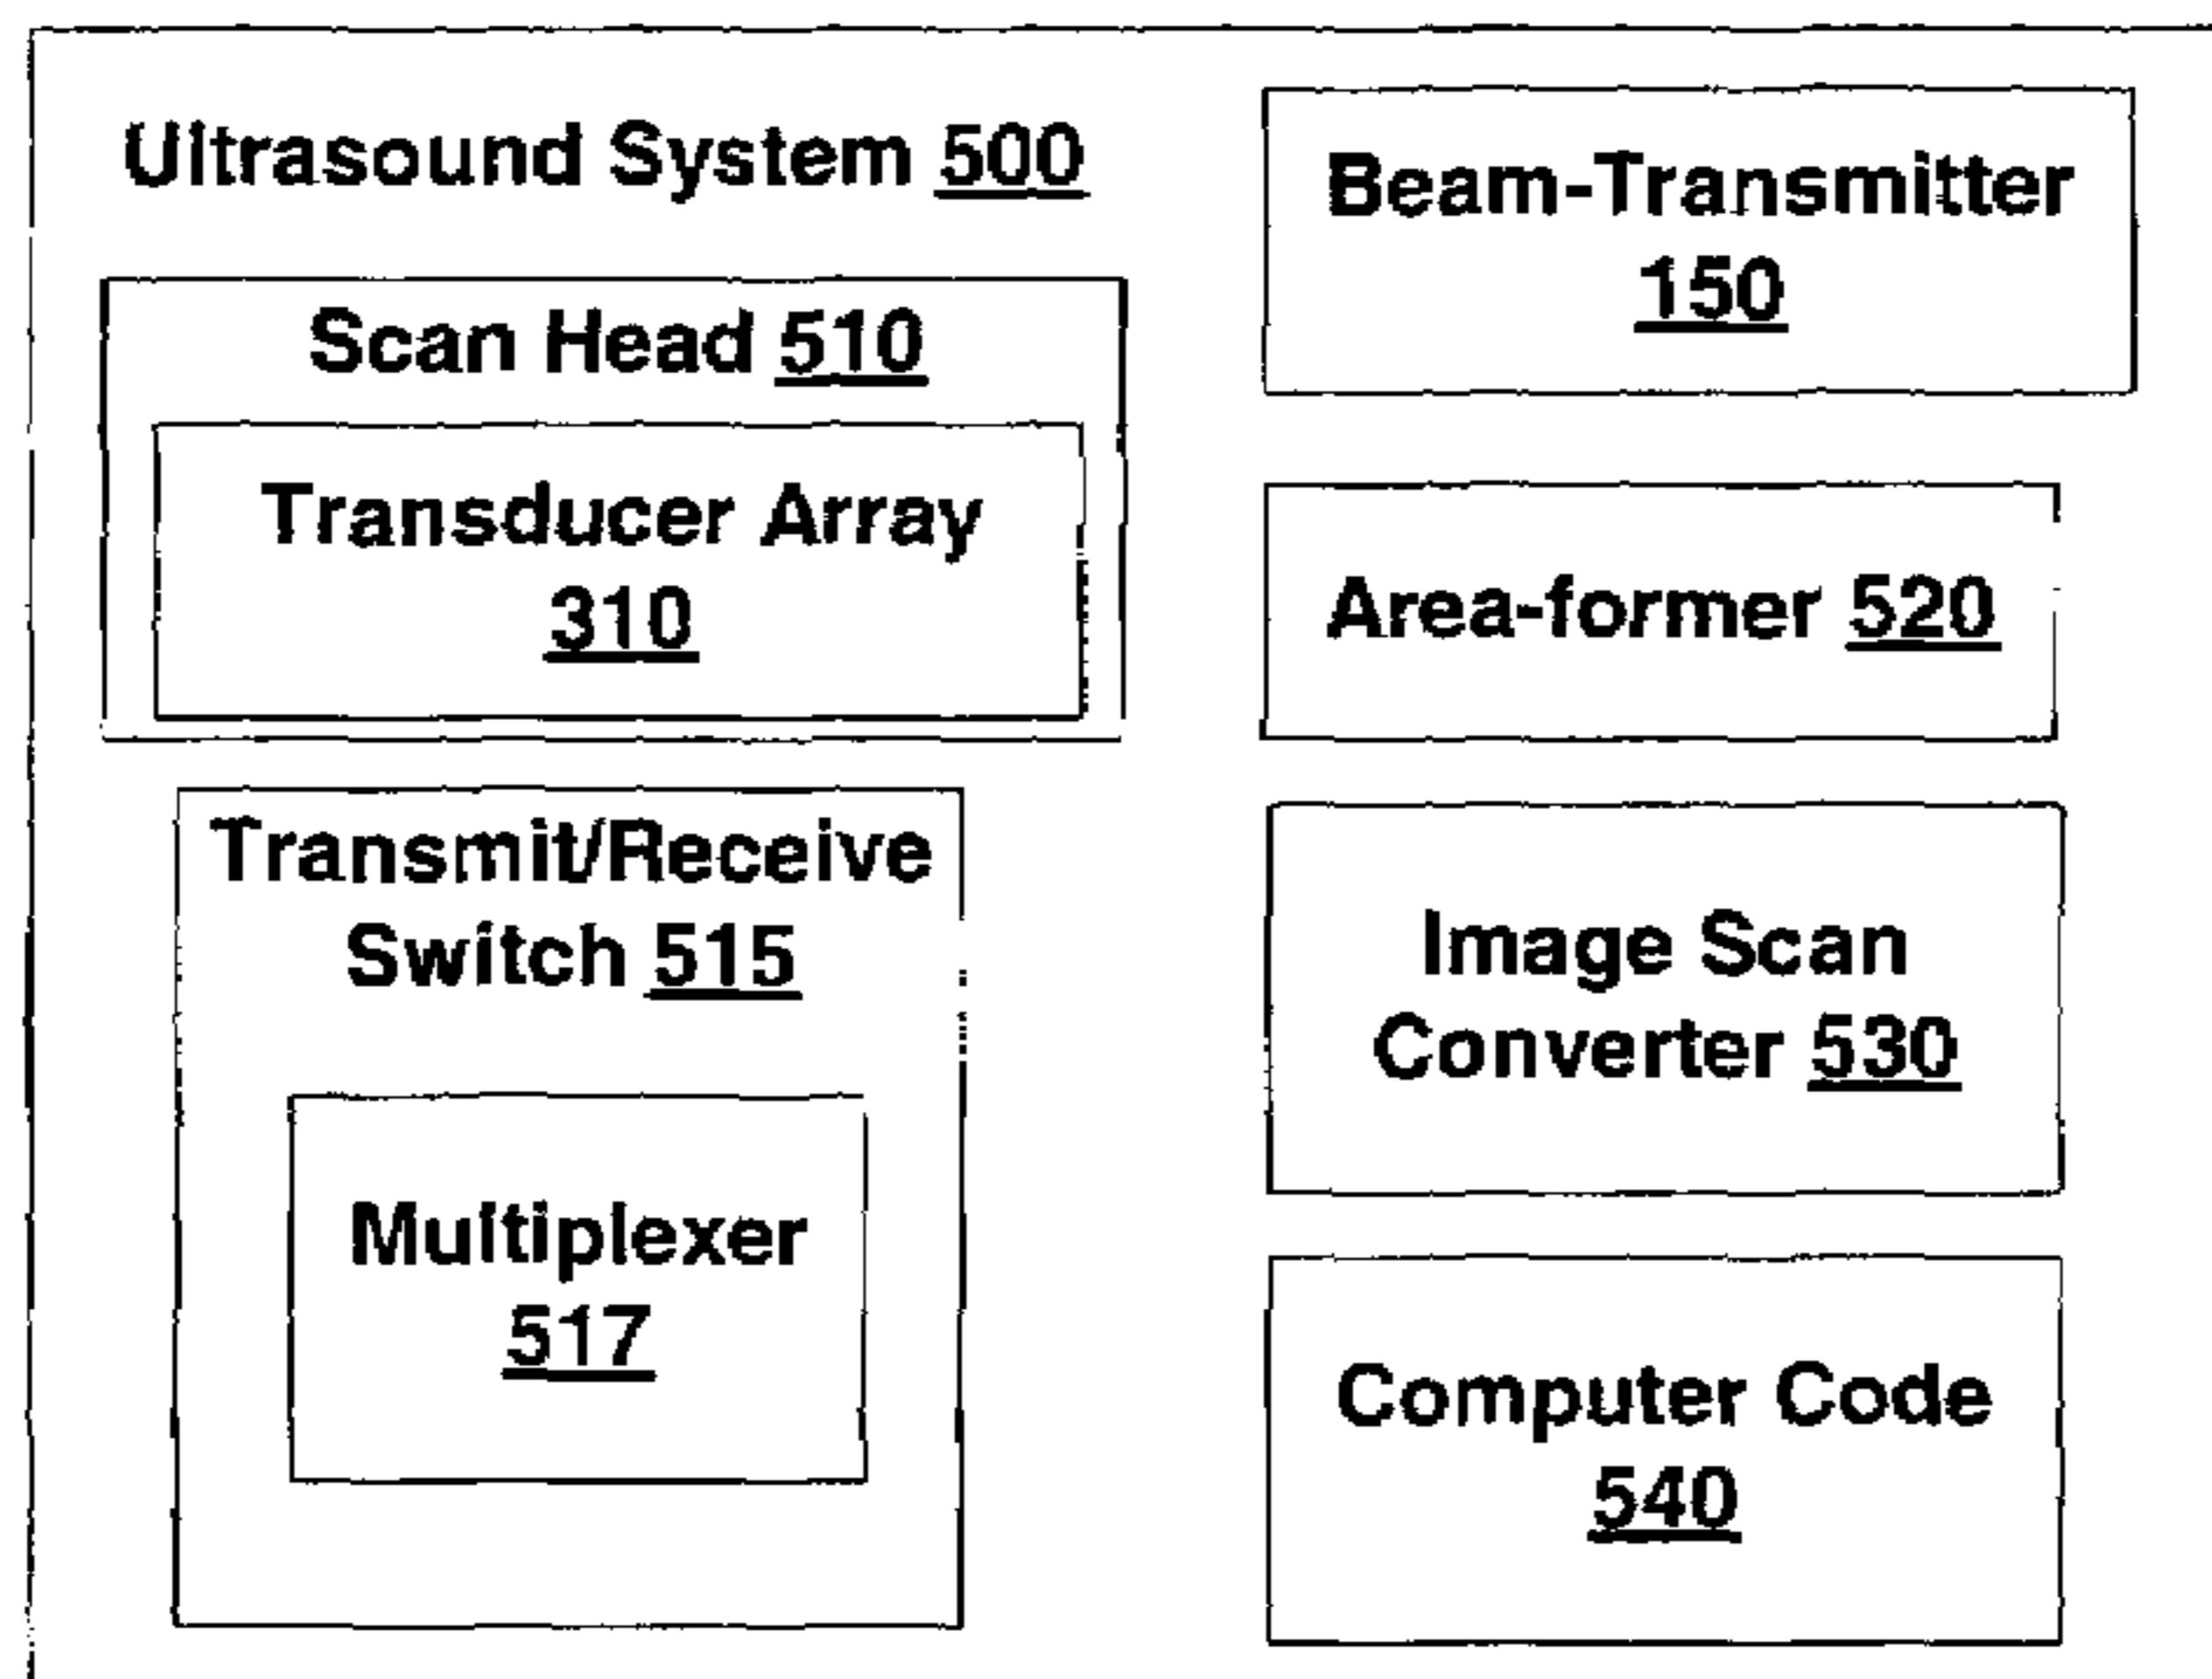 Ultrasound System 500
Scan Head 510
Transducer Array
310
Transmit/Receive
Switch 515
Multiplexer
517
Beam-Transmitter
150
Area-former 520
Image Scan
Converter 530
Computer Code
540